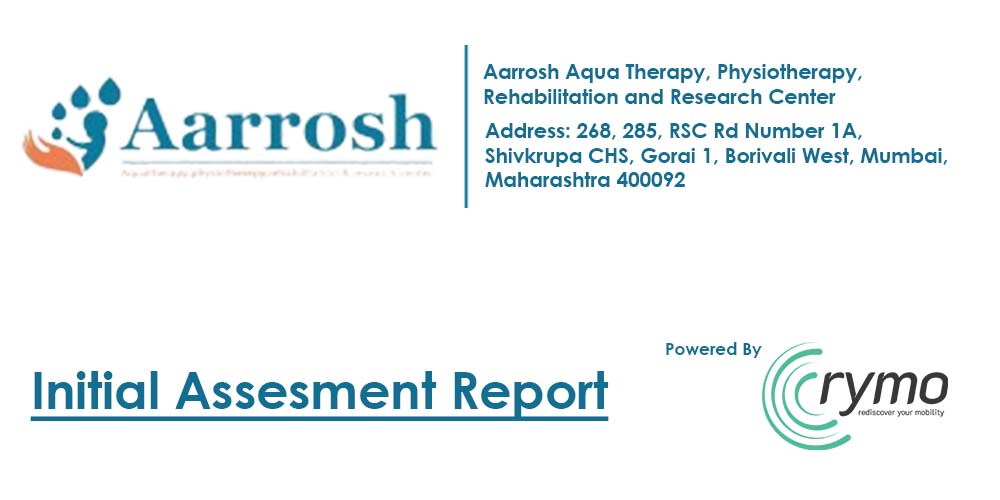 Aarrosh
Aarrosh Aqua Therapy, Physiotherapy,
Rehabilitation and Research Center
Address: 268, 285, RSC Rd Number 1A,
Shivkrupa CHS, Gorai 1, Borivali West, Mumbai,
Maharashtra 400092
Powered By
rymo
rediscover your mobility
Initial Assesment Report